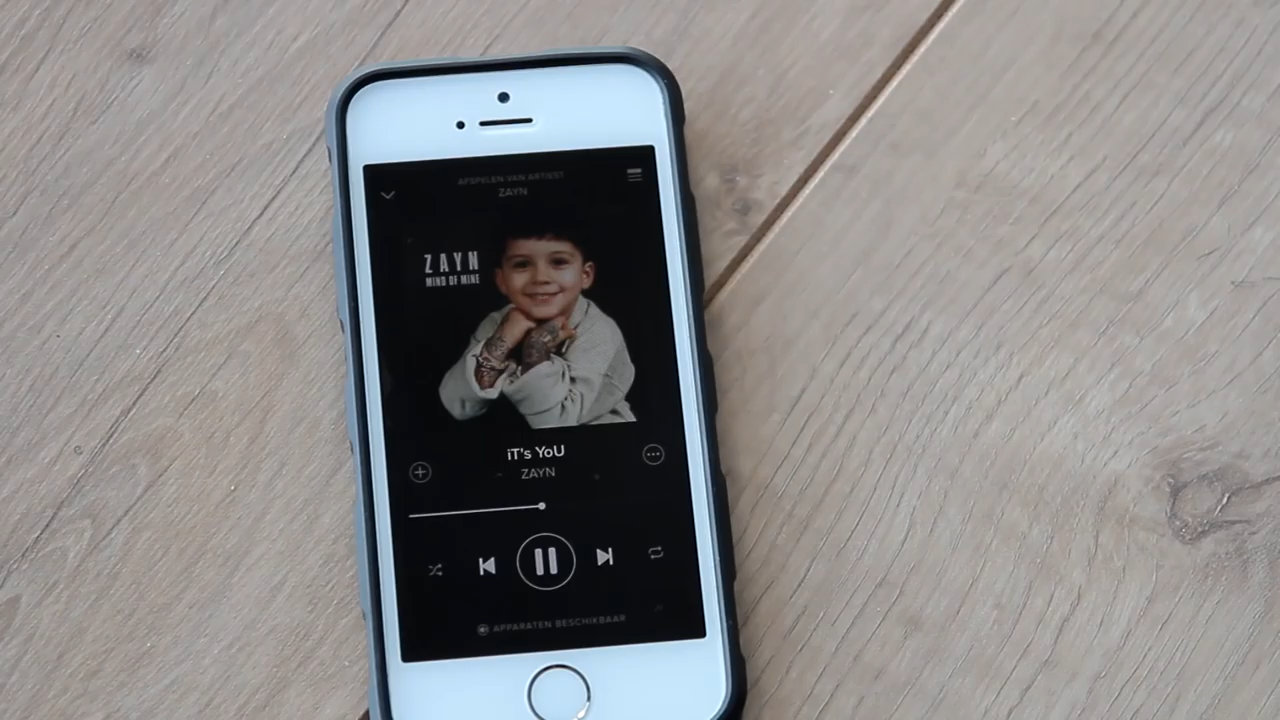 AFSPELEN VAN ARTIEST
ZAYN
ZAYN
MIND OF MINE
iT's YoU
ZAYN
APPARATEN BESCHIKBAAR